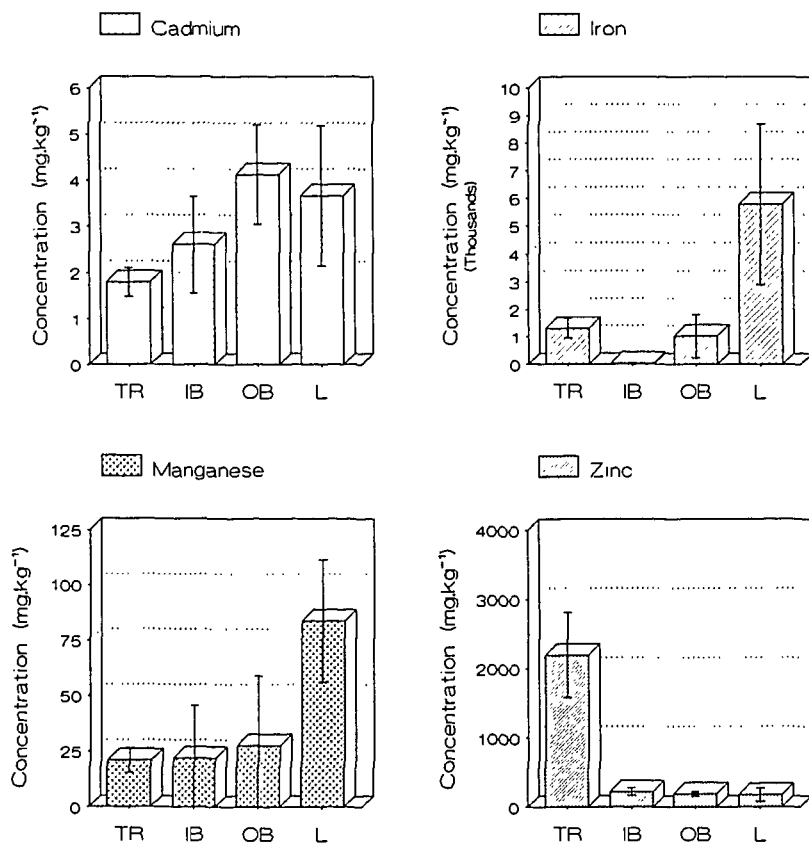 Cadmium
Concentration (mg.kg⁻¹)
6
5
4
3
2
1
0
TR IB OB L
Iron
Concentration (mg.kg⁻¹)
(Thousands)
10
9
8
7
6
5
4
3
2
1
0
TR IB OB L
Manganese
Concentration (mg.kg⁻¹)
125
100
75
50
25
0
TR IB OB L
Zinc
Concentration (mg.kg⁻¹)
4000
3000
2000
1000
0
TR IB OB L